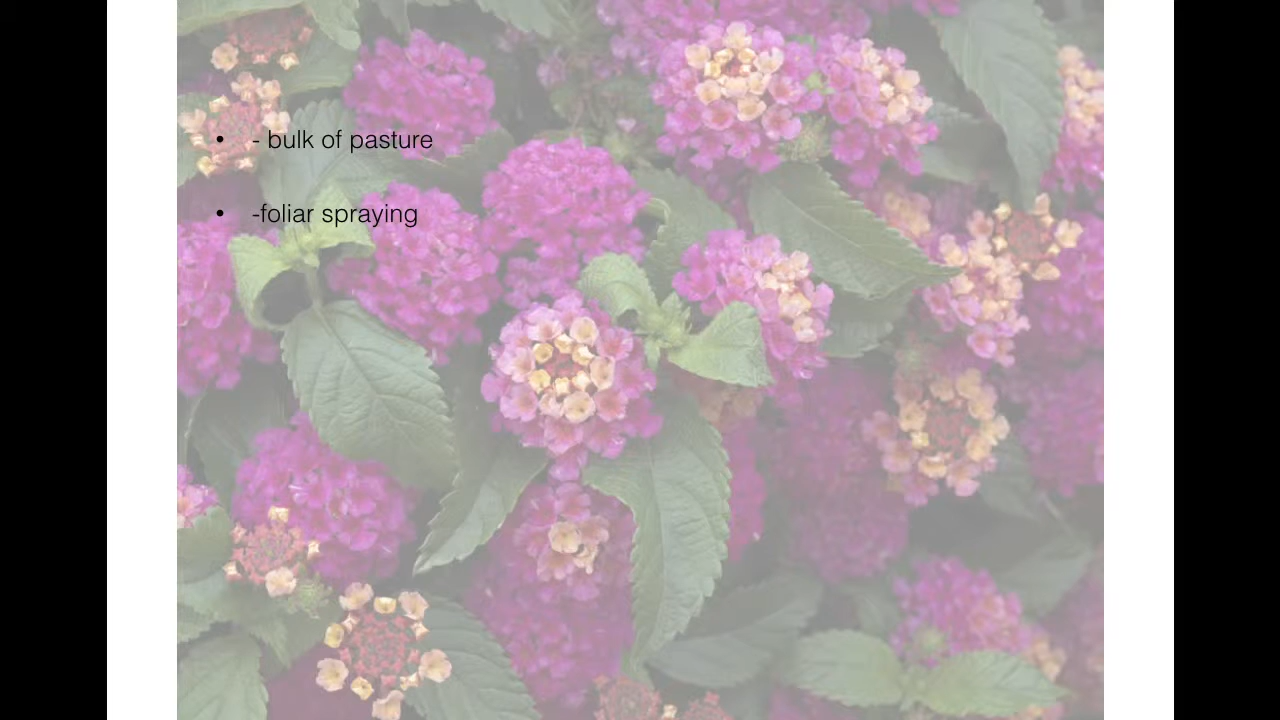 • - bulk of pasture
• -foliar spraying